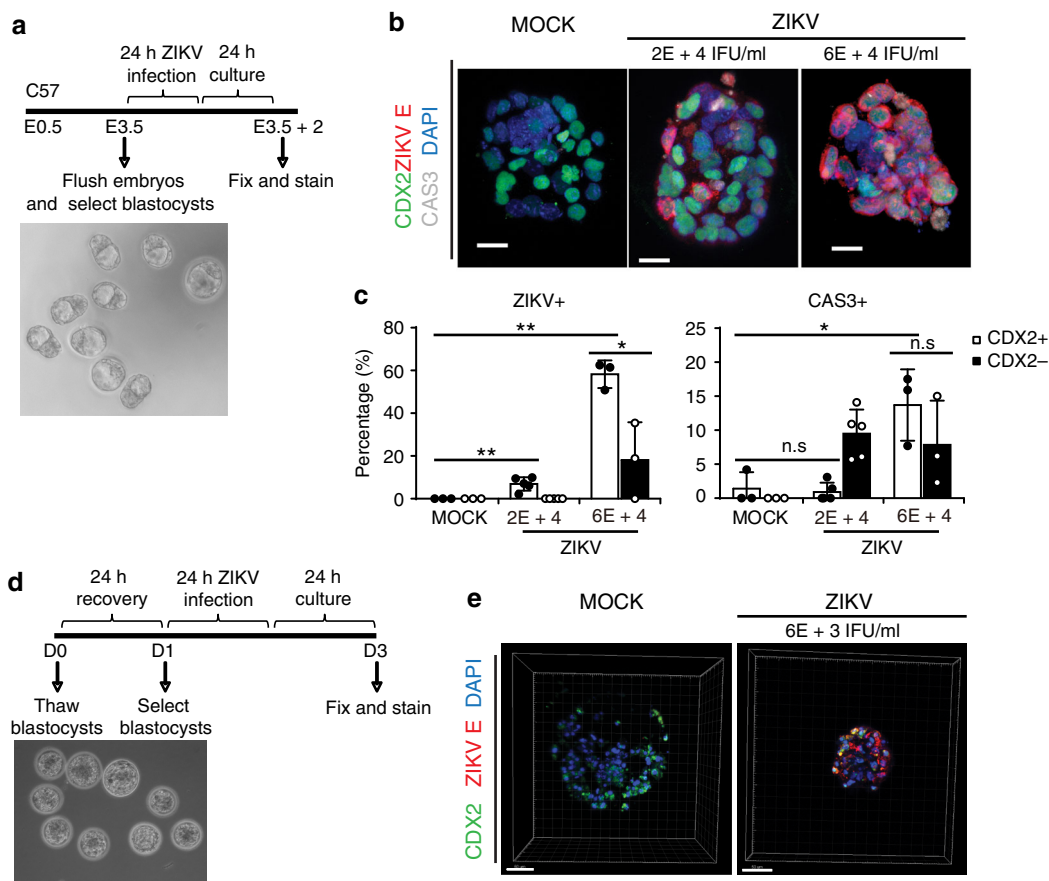 a
24 h ZIKV
infection
24 h
culture
C57
E0.5
E3.5
E3.5 + 2
Flush embryos
and select blastocysts
Fix and stain
b
MOCK
ZIKV
2E + 4 IFU/ml
6E + 4 IFU/ml
CDX2 ZIKV E
CAS3 DAPI
c
ZIKV+
Percentage (%)
80
60
40
20
0
**
**
*
MOCK
2E + 4
6E + 4
ZIKV
CAS3+
25
20
15
10
5
0
*
n.s
n.s
MOCK
2E + 4
6E + 4
ZIKV
CDX2+
CDX2–
d
24 h
recovery
24 h ZIKV
infection
24 h
culture
D0
D1
D3
Thaw
blastocysts
Select
blastocysts
Fix and stain
e
MOCK
ZIKV
6E + 3 IFU/ml
CDX2 ZIKV E DAPI